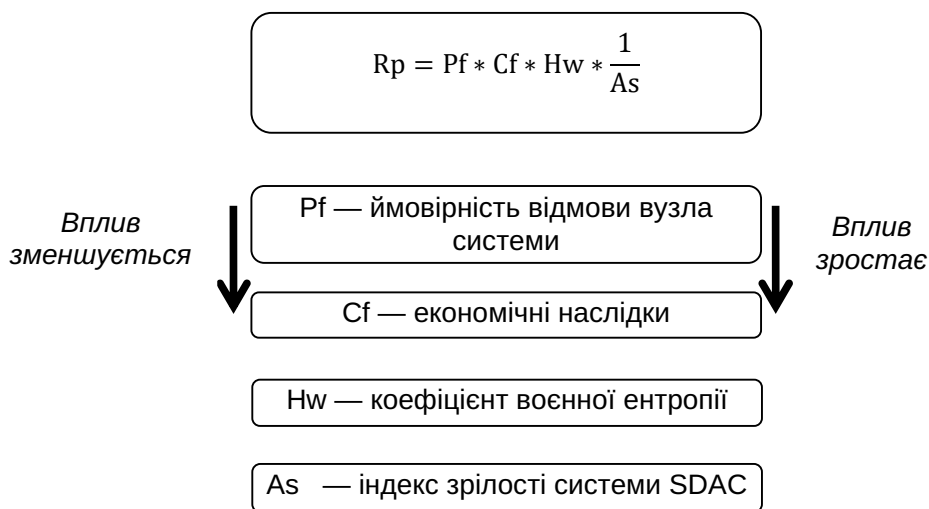 Rp = Pf ∗ Cf ∗ Hw ∗ 1/As
Pf — ймовірність відмови вузла
системи
Вплив
зменшується
Вплив
зростає
Cf — економічні наслідки
Hw — коефіцієнт воєнної ентропії
As — індекс зрілості системи SDAC